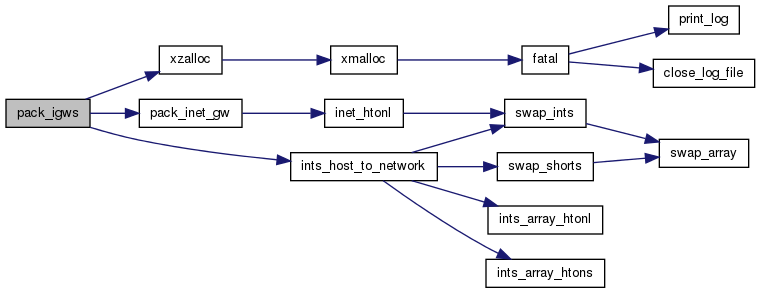 print_log
xzalloc
xmalloc
fatal
close_log_file
pack_igws
pack_inet_gw
inet_htonl
swap_ints
swap_array
ints_host_to_network
swap_shorts
ints_array_htonl
ints_array_htons